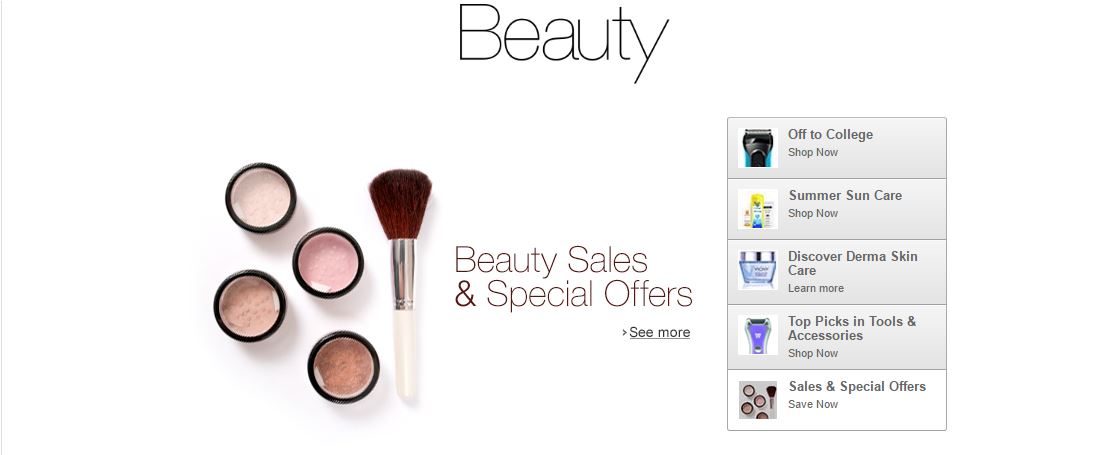 Beauty
Beauty Sales
& Special Offers
› See more
Off to College
Shop Now
Summer Sun Care
Shop Now
Discover Derma Skin
Care
Learn more
VICHY
Top Picks in Tools &
Accessories
Shop Now
Sales & Special Offers
Save Now